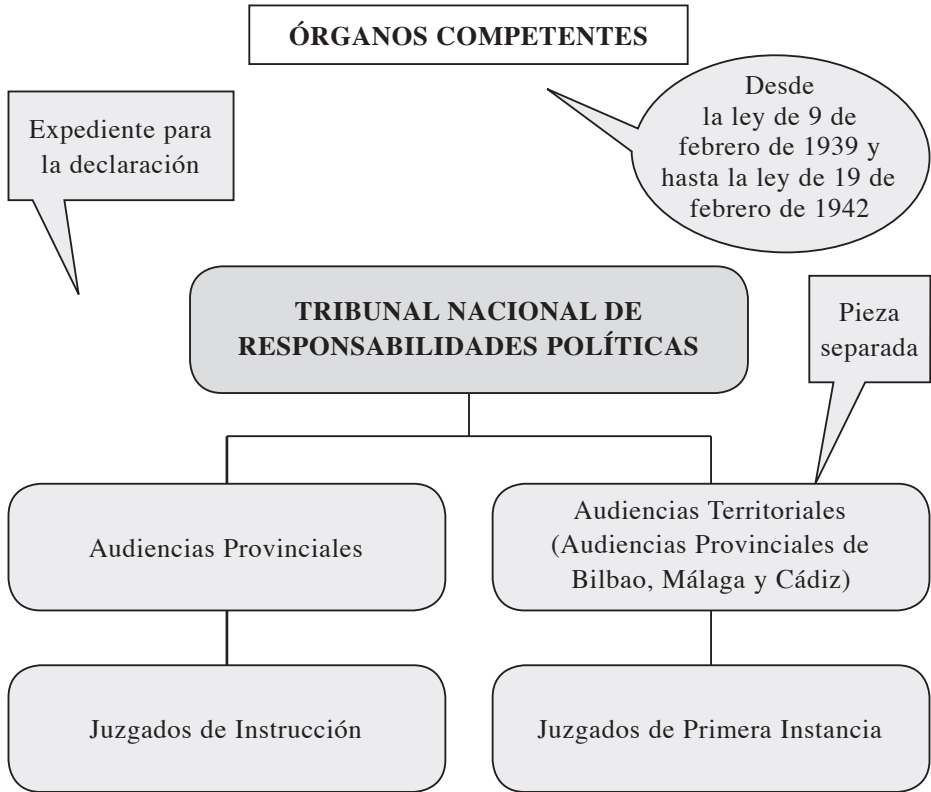 ÓRGANOS COMPETENTES
Desde
la ley de 9 de
febrero de 1939 y
hasta la ley de 19 de
febrero de 1942
Expediente para
la declaración
TRIBUNAL NACIONAL DE
RESPONSABILIDADES POLÍTICAS
Pieza
separada
Audiencias Provinciales
Audiencias Territoriales
(Audiencias Provinciales de
Bilbao, Málaga y Cádiz)
Juzgados de Instrucción
Juzgados de Primera Instancia